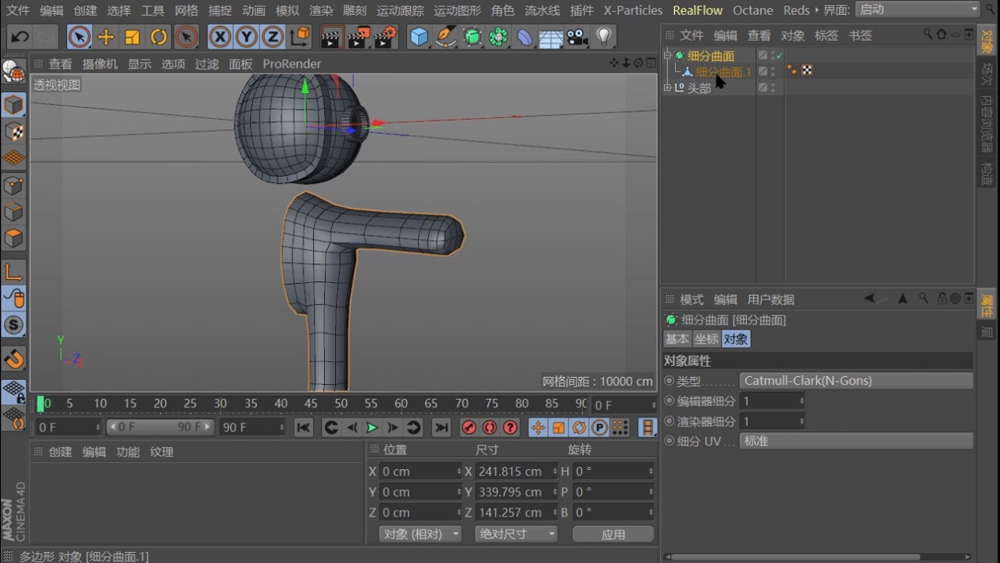 文件 编辑 创建 选择 工具 网格 捕捉 动画 模拟 渲染 雕刻 运动跟踪 运动图形 角色 流水线 插件 X-Particles RealFlow Octane Reds 界面: 启动
X Y Z
文件 编辑 查看 对象 标签 书签
查看 摄像机 显示 选项 过滤 面板 ProRender
透视视图
细分曲面
细分曲面.1
头部
对象
场次
内容浏览器
构造
模式 编辑 用户数据
属性
层
细分曲面 [细分曲面]
基本 坐标 对象
对象属性
类型 Catmull-Clark(N-Gons)
编辑器细分 1
渲染器细分 1
细分 UV 标准
Y
Z
X
网格间距 : 10000 cm
0 5 10 15 20 25 30 35 40 45 50 55 60 65 70 75 80 85 90 0 F
0 F 0 F 90 F 90 F
创建 编辑 功能 纹理
位置 尺寸 旋转
X 0 cm X 241.815 cm H 0 °
Y 0 cm Y 339.795 cm P 0 °
Z 0 cm Z 141.257 cm B 0 °
对象 (相对) 绝对尺寸 应用
MAXON
CINEMA 4D
多边形 对象 [细分曲面.1]